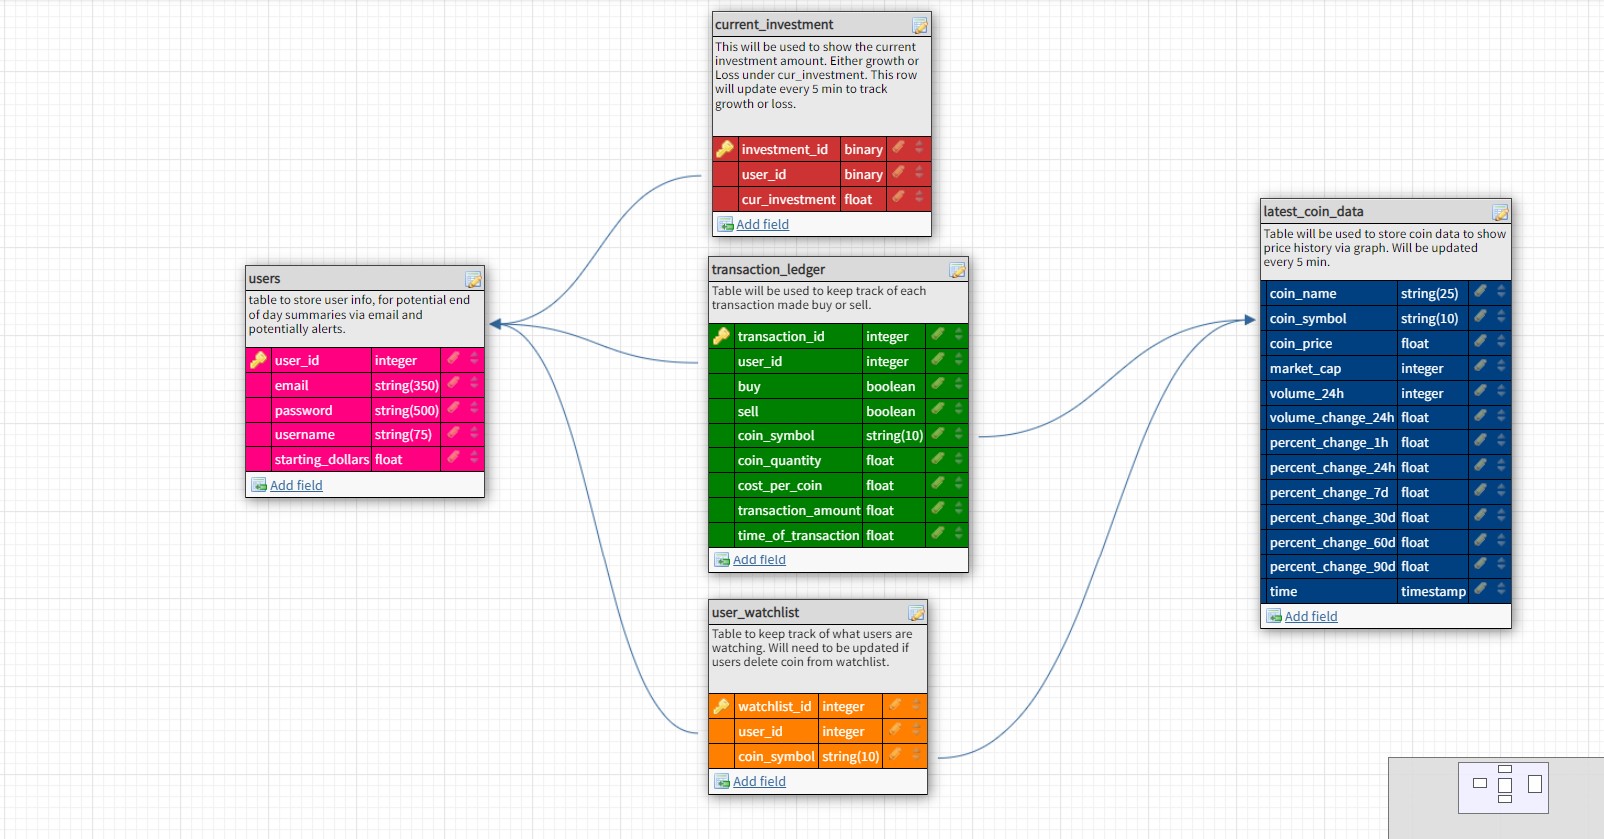 current_investment
This will be used to show the current
investment amount. Either growth or
Loss under cur_investment. This row
will update every 5 min to track
growth or loss.
investment_id binary
user_id binary
cur_investment float
Add field
users
table to store user info, for potential end
of day summaries via email and
potentially alerts.
user_id integer
email string(350)
password string(500)
username string(75)
starting_dollars float
Add field
transaction_ledger
Table will be used to keep track of each
transaction made buy or sell.
transaction_id integer
user_id integer
buy boolean
sell boolean
coin_symbol string(10)
coin_quantity float
cost_per_coin float
transaction_amount float
time_of_transaction float
Add field
user_watchlist
Table to keep track of what users are
watching. Will need to be updated if
users delete coin from watchlist.
watchlist_id integer
user_id integer
coin_symbol string(10)
Add field
latest_coin_data
Table will be used to store coin data to show
price history via graph. Will be updated
every 5 min.
coin_name string(25)
coin_symbol string(10)
coin_price float
market_cap integer
volume_24h integer
volume_change_24h float
percent_change_1h float
percent_change_24h float
percent_change_7d float
percent_change_30d float
percent_change_60d float
percent_change_90d float
time timestamp
Add field